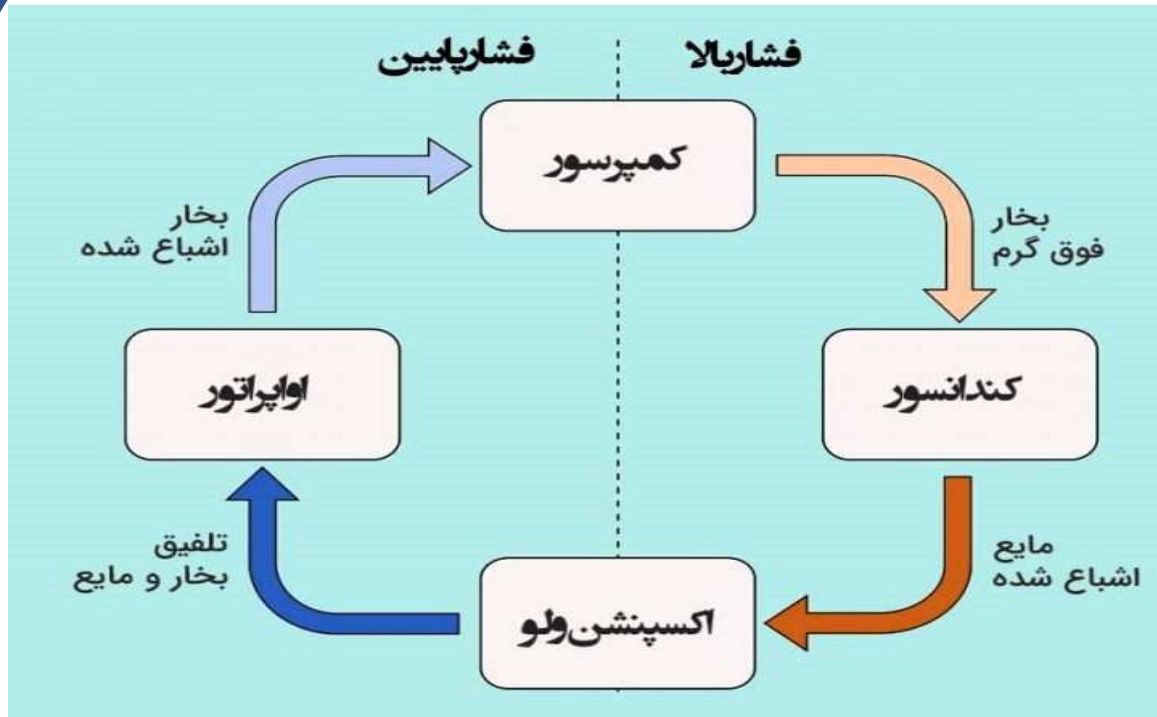 فشاربالا
فشارپایین
کمپرسور
بخار
فوق گرم
بخار
اشباع شده
کندانسور
اواپراتور
مایع
اشباع شده
تلفیق
بخار و مایع
اکسپنشن ولو